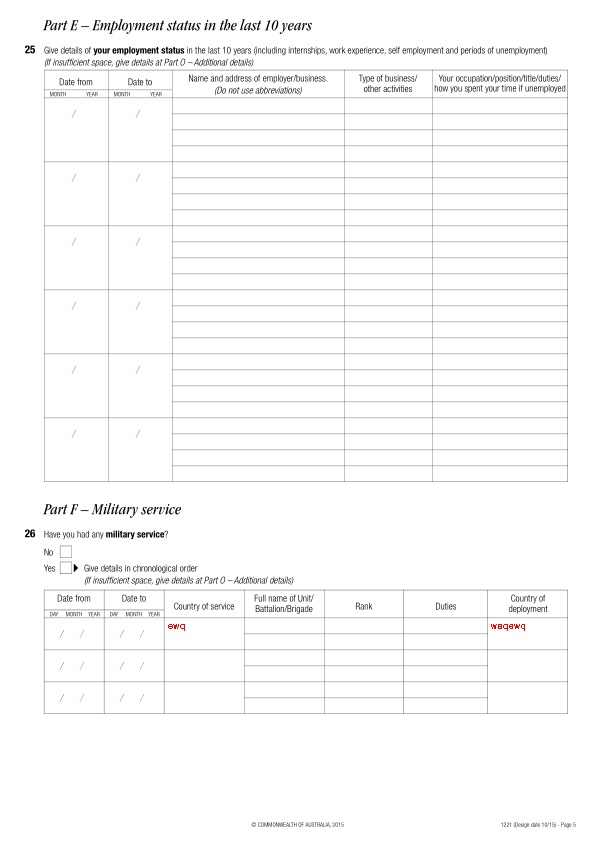 Part E – Employment status in the last 10 years
25 Give details of your employment status in the last 10 years (including internships, work experience, self employment and periods of unemployment)
(If insufficient space, give details at Part O – Additional details)
Date from Date to Name and address of employer/business. Type of business/ Your occupation/position/title/duties/
(Do not use abbreviations) other activities how you spent your time if unemployed
MONTH YEAR MONTH YEAR
/ /
/ /
/ /
/ /
/ /
/ /
Part F – Military service
26 Have you had any military service?
No
Yes Give details in chronological order
(If insufficient space, give details at Part O – Additional details)
Date from Date to Country of service Full name of Unit/ Rank Duties Country of
Battalion/Brigade deployment
DAY MONTH YEAR DAY MONTH YEAR
/ / / / ewq weqewq
/ / / /
/ / / /
© COMMONWEALTH OF AUSTRALIA, 2015 1221 (Design date 10/15) - Page 5